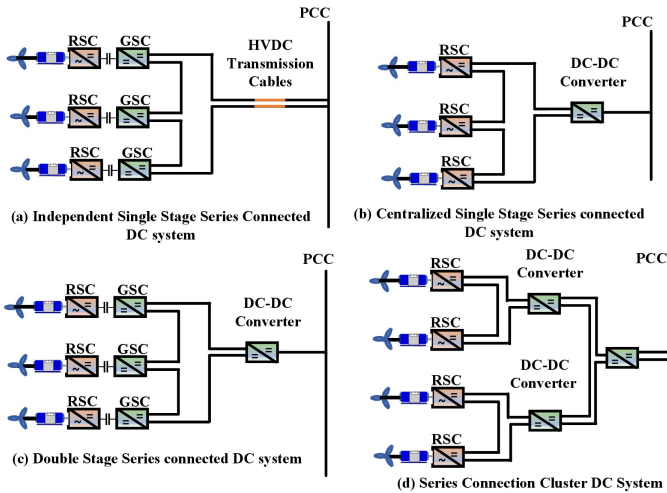 PCC
RSC GSC
HVDC
Transmission
Cables
RSC GSC
RSC GSC
(a) Independent Single Stage Series Connected
DC system
PCC
RSC
DC-DC
Converter
RSC
RSC
(b) Centralized Single Stage Series connected
DC system
PCC
RSC GSC
DC-DC
Converter
RSC GSC
RSC GSC
(c) Double Stage Series connected DC system
RSC
DC-DC
Converter
PCC
RSC
RSC
DC-DC
Converter
RSC
(d) Series Connection Cluster DC System